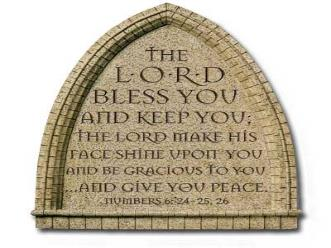 THE
L·O·R·D
BLESS YOU
AND KEEP YOU;
THE LORD MAKE HIS
FACE SHINE UPON YOU
AND BE GRACIOUS TO YOU
...AND GIVE YOU PEACE.
NUMBERS 6:24-25, 26